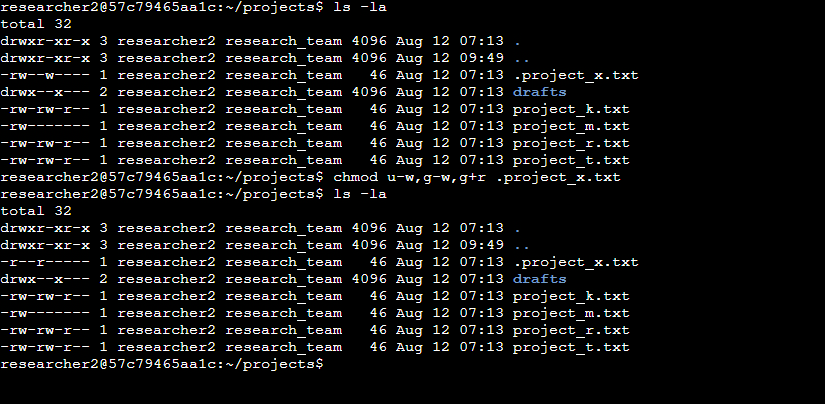 researcher2@57c79465aa1c:~/projects$ ls -la
total 32
drwxr-xr-x 3 researcher2 research_team 4096 Aug 12 07:13 .
drwxr-xr-x 3 researcher2 research_team 4096 Aug 12 09:49 ..
-rw--w---- 1 researcher2 research_team   46 Aug 12 07:13 .project_x.txt
drwx--x--- 2 researcher2 research_team 4096 Aug 12 07:13 drafts
-rw-rw-r-- 1 researcher2 research_team   46 Aug 12 07:13 project_k.txt
-rw------- 1 researcher2 research_team   46 Aug 12 07:13 project_m.txt
-rw-rw-r-- 1 researcher2 research_team   46 Aug 12 07:13 project_r.txt
-rw-rw-r-- 1 researcher2 research_team   46 Aug 12 07:13 project_t.txt
researcher2@57c79465aa1c:~/projects$ chmod u-w,g-w,g+r .project_x.txt
researcher2@57c79465aa1c:~/projects$ ls -la
total 32
drwxr-xr-x 3 researcher2 research_team 4096 Aug 12 07:13 .
drwxr-xr-x 3 researcher2 research_team 4096 Aug 12 09:49 ..
-r--r----- 1 researcher2 research_team   46 Aug 12 07:13 .project_x.txt
drwx--x--- 2 researcher2 research_team 4096 Aug 12 07:13 drafts
-rw-rw-r-- 1 researcher2 research_team   46 Aug 12 07:13 project_k.txt
-rw------- 1 researcher2 research_team   46 Aug 12 07:13 project_m.txt
-rw-rw-r-- 1 researcher2 research_team   46 Aug 12 07:13 project_r.txt
-rw-rw-r-- 1 researcher2 research_team   46 Aug 12 07:13 project_t.txt
researcher2@57c79465aa1c:~/projects$